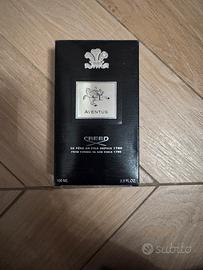 AVENTUS
CREED
DE PÈRE EN FILS DEPUIS 1760
FROM FATHER TO SON SINCE 1760
100 ML
3.3 FL.OZ
subito